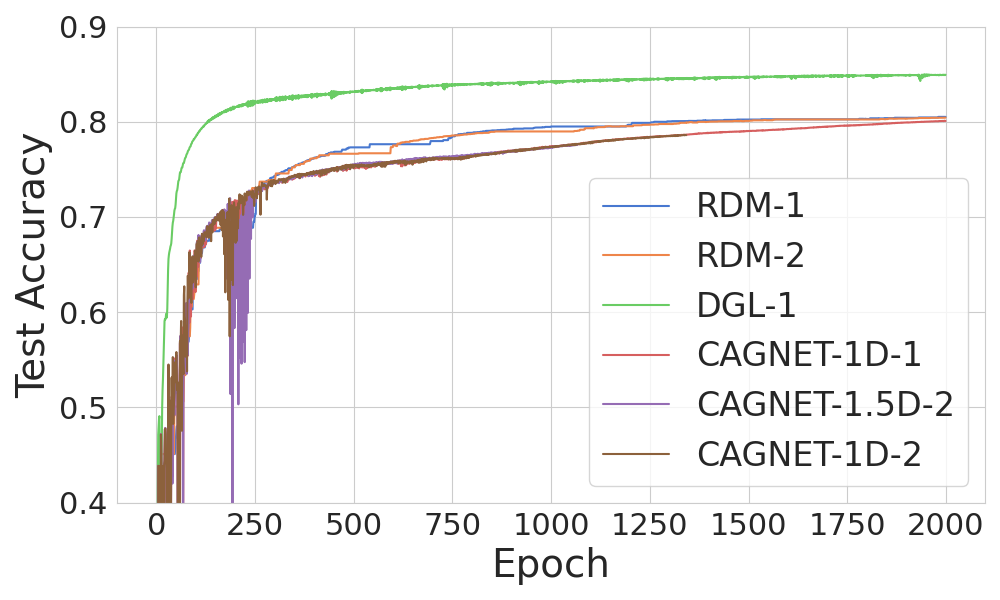 Test Accuracy
0.9
0.8
0.7
0.6
0.5
0.4
RDM-1
RDM-2
DGL-1
CAGNET-1D-1
CAGNET-1.5D-2
CAGNET-1D-2
0 250 500 750 1000 1250 1500 1750 2000
Epoch